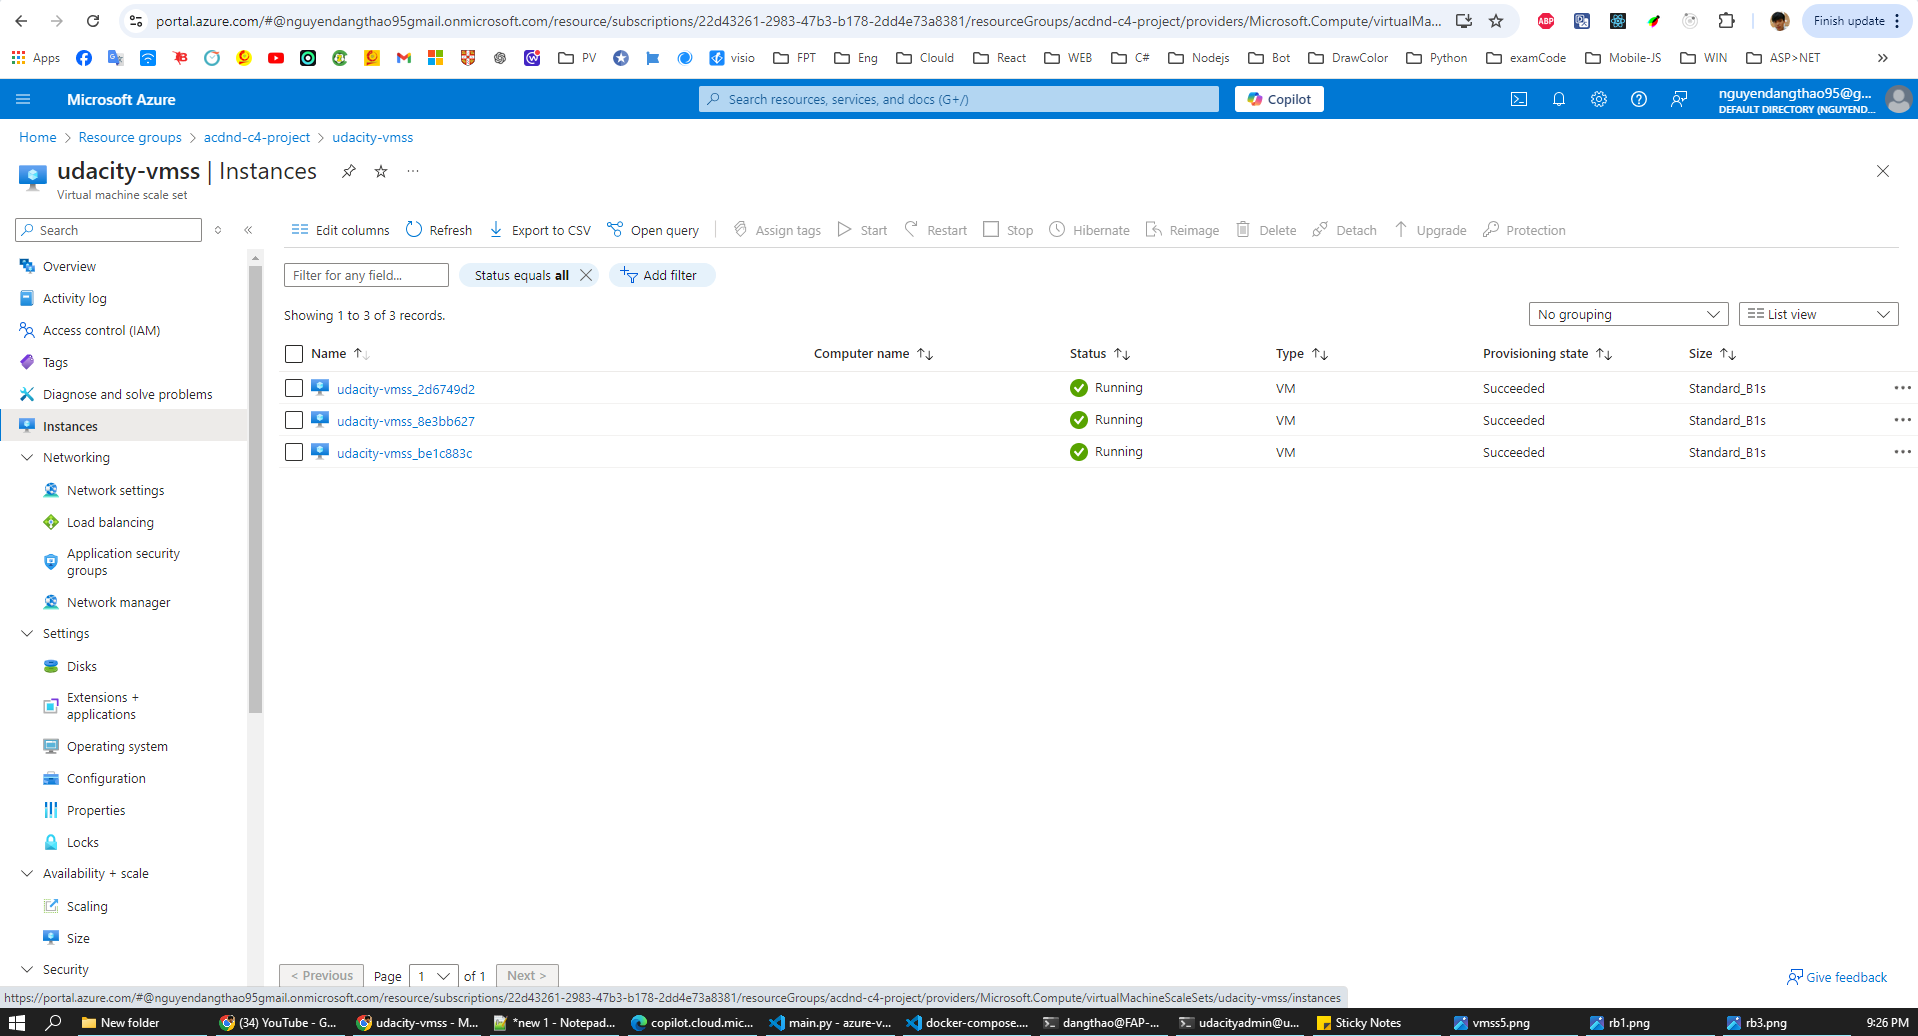 portal.azure.com/#@nguyendangthao95gmail.onmicrosoft.com/resource/subscriptions/22d43261-2983-47b3-b178-2dd4e73a8381/resourceGroups/acdnd-c4-project/providers/Microsoft.Compute/virtualMa... ABP Finish update
Apps visio PV FPT Eng Clould React WEB C# Nodejs Bot DrawColor Python examCode Mobile-JS WIN ASP>NET »
Microsoft Azure Search resources, services, and docs (G+/) Copilot nguyendangthao95@g...
DEFAULT DIRECTORY (NGUYEND...
Home > Resource groups > acdnd-c4-project > udacity-vmss
udacity-vmss | Instances ...
Virtual machine scale set
Search «
Edit columns Refresh Export to CSV Open query Assign tags Start Restart Stop Hibernate Reimage Delete Detach Upgrade Protection
Overview
Activity log
Access control (IAM)
Tags
Diagnose and solve problems
Instances
Networking
Network settings
Load balancing
Application security
groups
Network manager
Settings
Disks
Extensions +
applications
Operating system
Configuration
Properties
Locks
Availability + scale
Scaling
Size
Security
Filter for any field... Status equals all Add filter
Showing 1 to 3 of 3 records.
No grouping List view
Name Computer name Status Type Provisioning state Size
udacity-vmss_2d6749d2 Running VM Succeeded Standard_B1s ...
udacity-vmss_8e3bb627 Running VM Succeeded Standard_B1s ...
udacity-vmss_be1c883c Running VM Succeeded Standard_B1s ...
< Previous Page 1 of 1 Next >
Give feedback
https://portal.azure.com/#@nguyendangthao95gmail.onmicrosoft.com/resource/subscriptions/22d43261-2983-47b3-b178-2dd4e73a8381/resourceGroups/acdnd-c4-project/providers/Microsoft.Compute/virtualMachineScaleSets/udacity-vmss/instances
New folder (34) YouTube - G... udacity-vmss - M... *new 1 - Notepad... copilot.cloud.mic... main.py - azure-v... docker-compose.... dangthao@FAP-... udacityadmin@u... Sticky Notes vmss5.png rb1.png rb3.png 9:26 PM